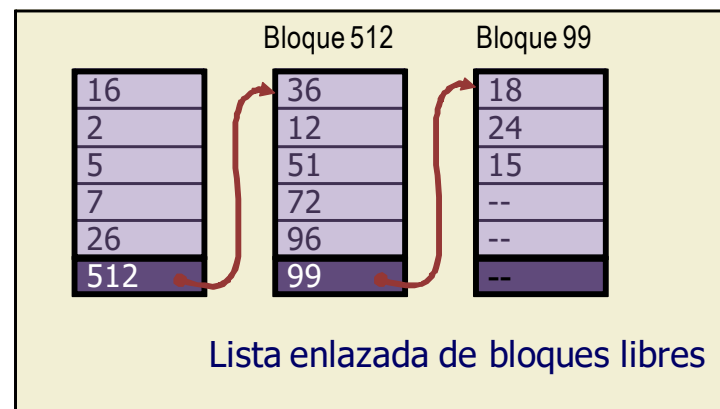 Bloque 512 Bloque 99
16 36 18
2 12 24
5 51 15
7 72 --
26 96 --
512 99 --
Lista enlazada de bloques libres